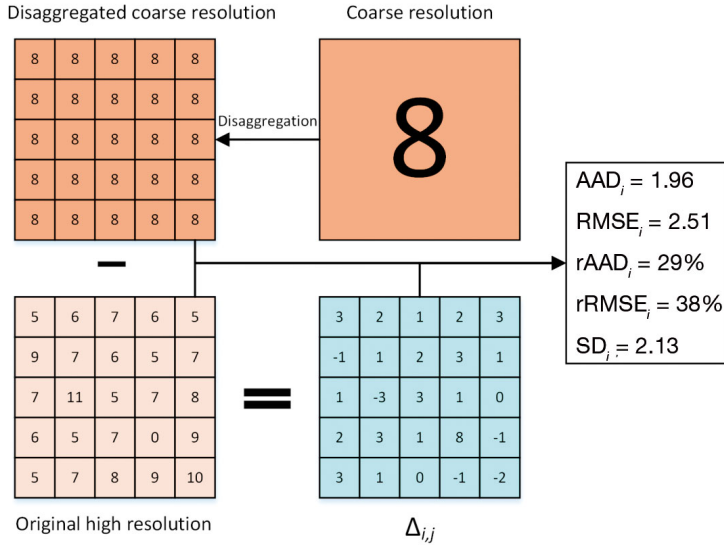 Disaggregated coarse resolution
Coarse resolution
8 8 8 8 8
8 8 8 8 8
8 8 8 8 8
8 8 8 8 8
8 8 8 8 8
Disaggregation
8
AADi = 1.96
RMSEi = 2.51
rAADi = 29%
rRMSEi = 38%
SDi = 2.13
−
5 6 7 6 5
9 7 6 5 7
7 11 5 7 8
6 5 7 0 9
5 7 8 9 10
=
3 2 1 2 3
-1 1 2 3 1
1 -3 3 1 0
2 3 1 8 -1
3 1 0 -1 -2
Original high resolution
Δi,j